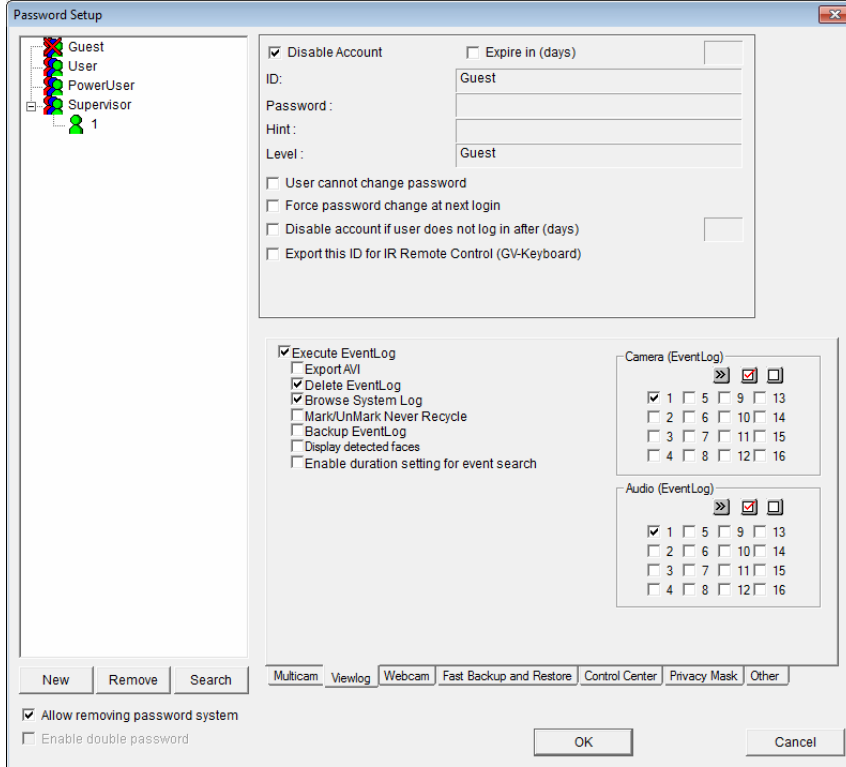 Password Setup
Guest
User
PowerUser
Supervisor
1
Disable Account Expire in (days)
ID: Guest
Password :
Hint :
Level : Guest
User cannot change password
Force password change at next login
Disable account if user does not log in after (days)
Export this ID for IR Remote Control (GV-Keyboard)
Execute EventLog
Export AVI
Delete EventLog
Browse System Log
Mark/UnMark Never Recycle
Backup EventLog
Display detected faces
Enable duration setting for event search
Camera (EventLog)
1 5 9 13
2 6 10 14
3 7 11 15
4 8 12 16
Audio (EventLog)
1 5 9 13
2 6 10 14
3 7 11 15
4 8 12 16
Multicam Viewlog Webcam Fast Backup and Restore Control Center Privacy Mask Other
New Remove Search
Allow removing password system
Enable double password
OK Cancel